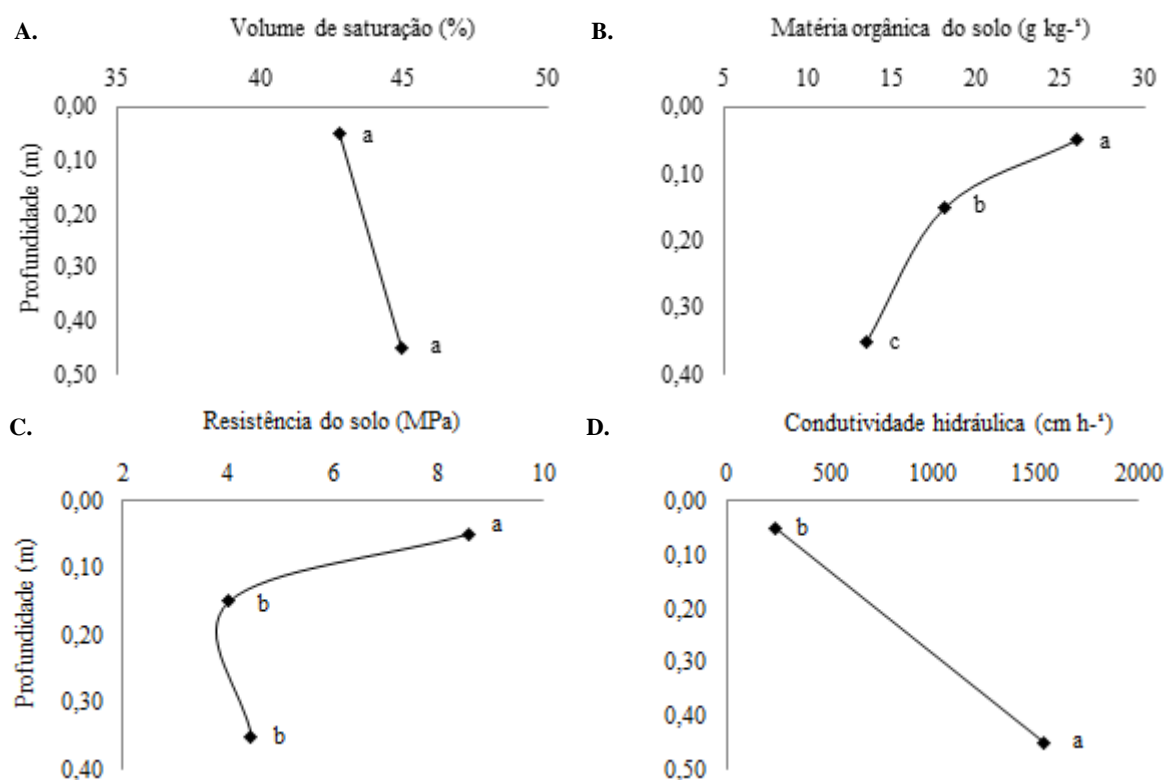 A.
Volume de saturação (%)
35 40 45 50
0,00
0,10
0,20
0,30
0,40
0,50
Profundidade (m)
a
a
B.
Matéria orgânica do solo (g kg-¹)
5 10 15 20 25 30
0,00
0,10
0,20
0,30
0,40
a
b
c
C.
Resistência do solo (MPa)
2 4 6 8 10
0,00
0,10
0,20
0,30
0,40
Profundidade (m)
a
b
b
D.
Condutividade hidráulica (cm h-¹)
0 500 1000 1500 2000
0,00
0,10
0,20
0,30
0,40
0,50
b
a